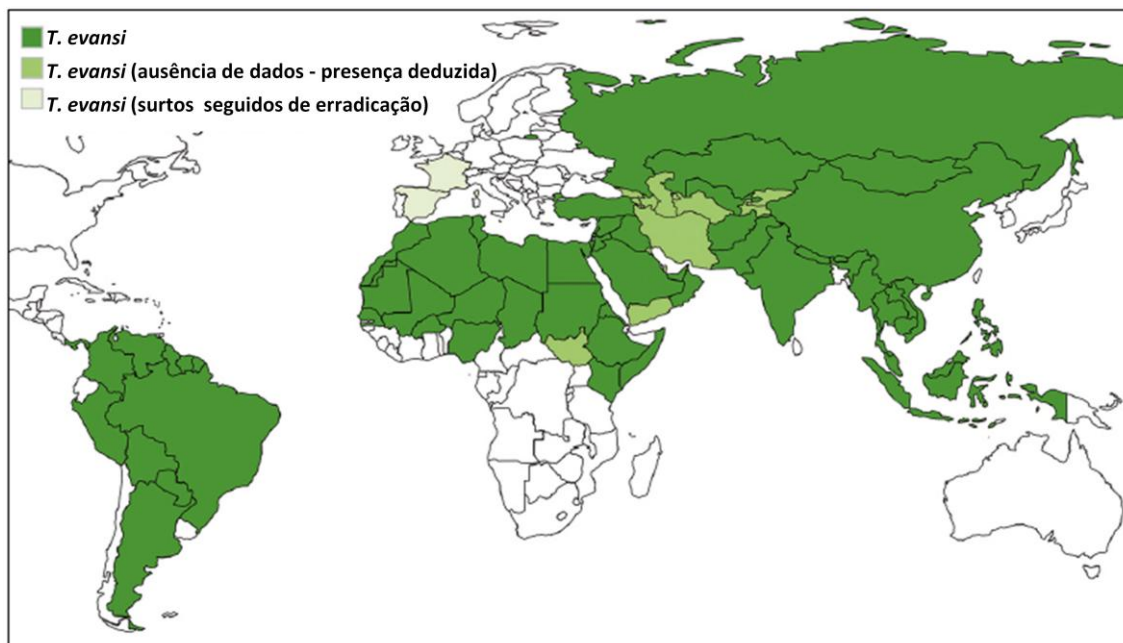 T. evansi
T. evansi (ausência de dados - presença deduzida)
T. evansi (surtos seguidos de erradicação)